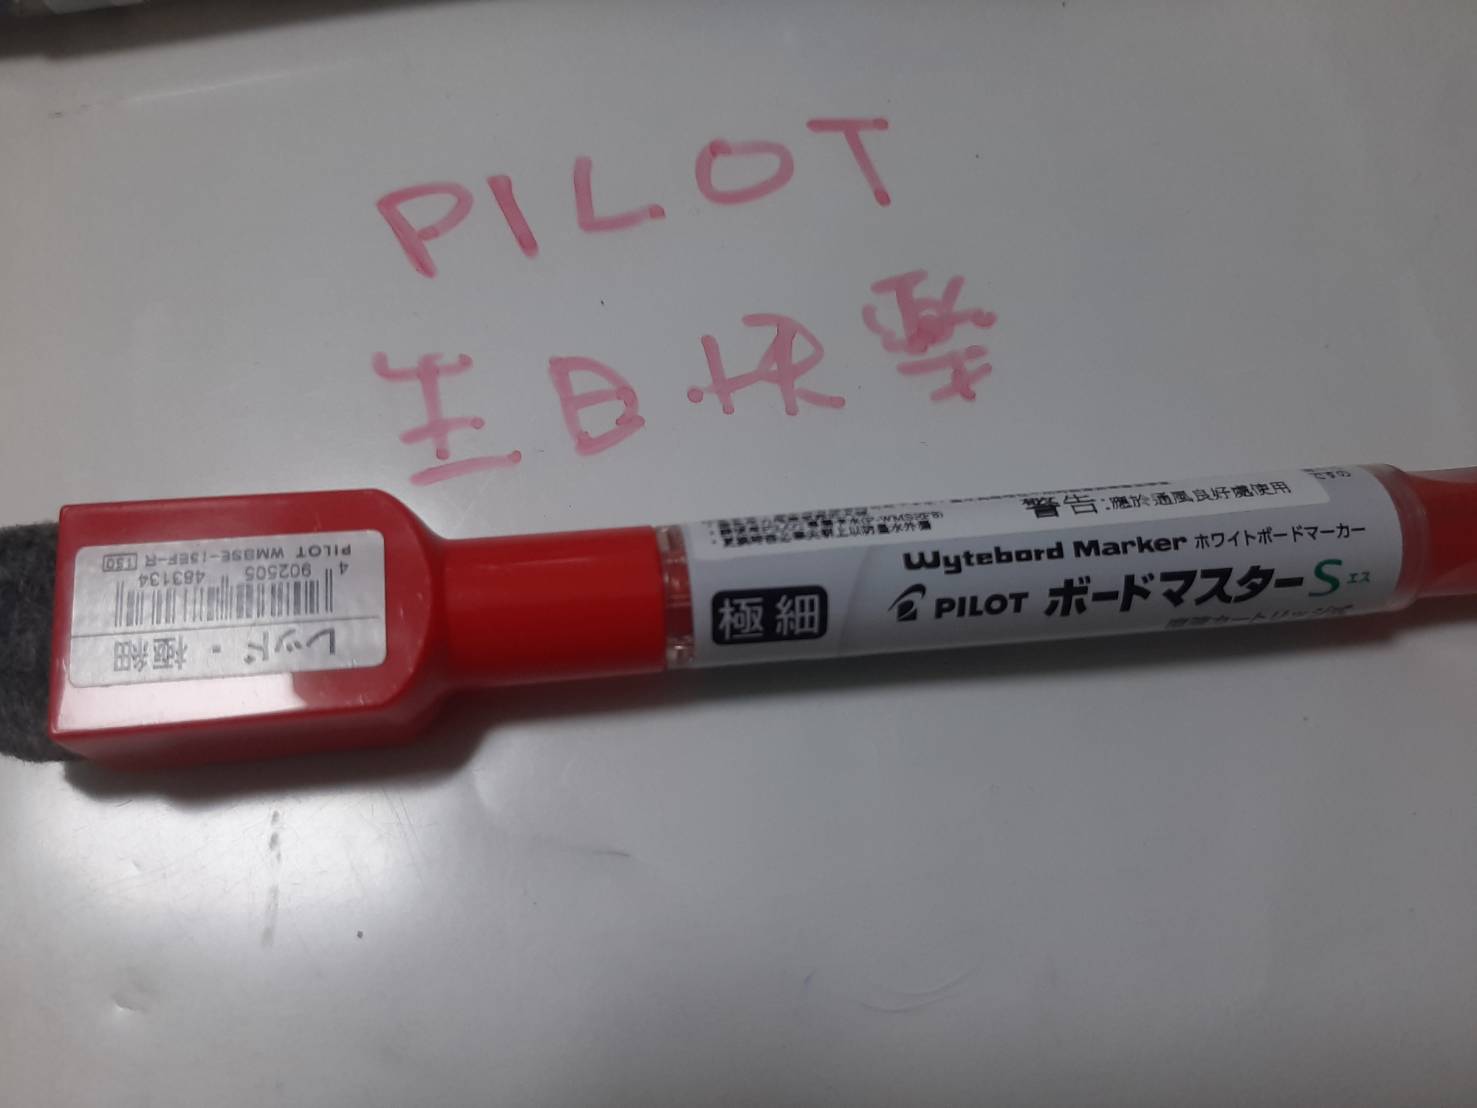 PILOT
生日快樂
警告:應於通風良好處使用
Wytebord Marker ホワイトボードマーカー
PILOT ボードマスターS エス
極細
レッド・極細
4 902505 483134
PILOT WMBSE-15EF-R 150